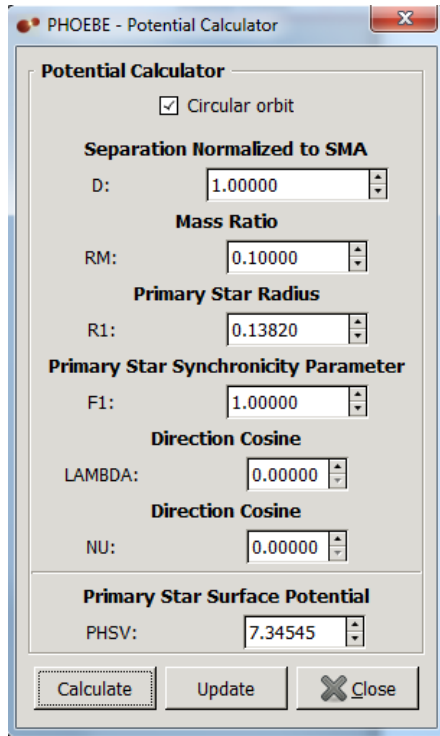 PHOEBE - Potential Calculator
Potential Calculator
Circular orbit
Separation Normalized to SMA
D: 1.00000
Mass Ratio
RM: 0.10000
Primary Star Radius
R1: 0.13820
Primary Star Synchronicity Parameter
F1: 1.00000
Direction Cosine
LAMBDA: 0.00000
Direction Cosine
NU: 0.00000
Primary Star Surface Potential
PHSV: 7.34545
Calculate Update Close